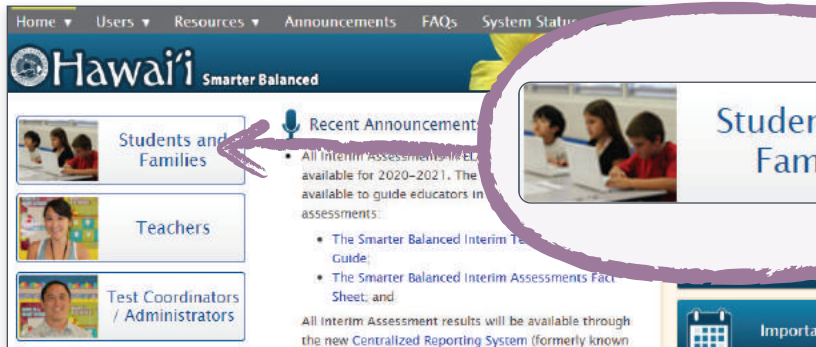 Home ▾ Users ▾ Resources ▾ Announcements FAQs System Status
Hawai'i Smarter Balanced
Students and
Families
Teachers
Test Coordinators
/ Administrators
Recent Announcements
• All Interim Assessments in
available for 2020-2021. The
available to guide educators in
assessments:
• The Smarter Balanced Interim
Guide;
• The Smarter Balanced Interim Assessments Fact
Sheet; and
All Interim Assessment results will be available through
the new Centralized Reporting System (formerly known
Studen
Fam
Importa